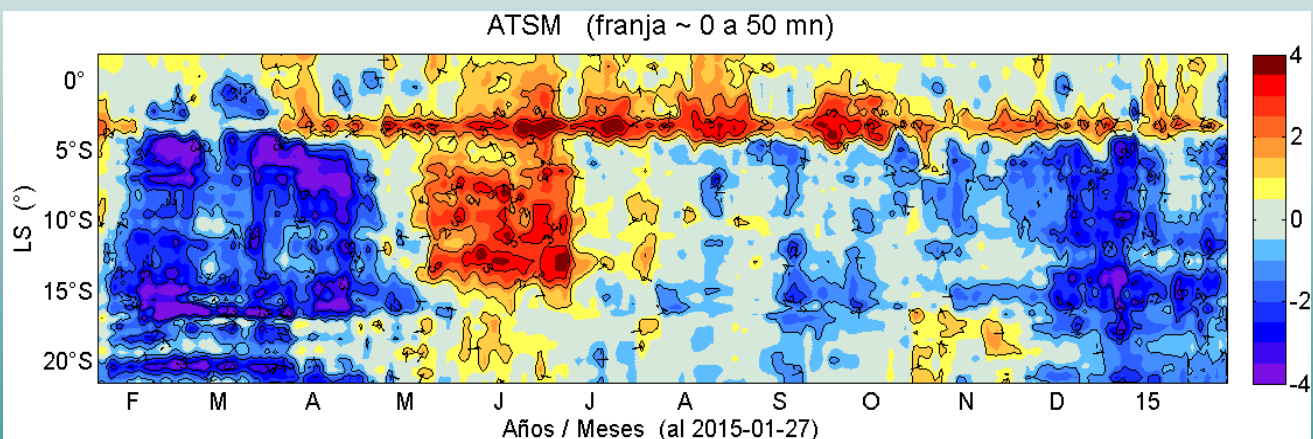 ATSM (franja ~ 0 a 50 mn)
LS (°)
0°
5°S
10°S
15°S
20°S
F M A M J J A S O N D 15
Años / Meses (al 2015-01-27)
4
2
0
-2
-4